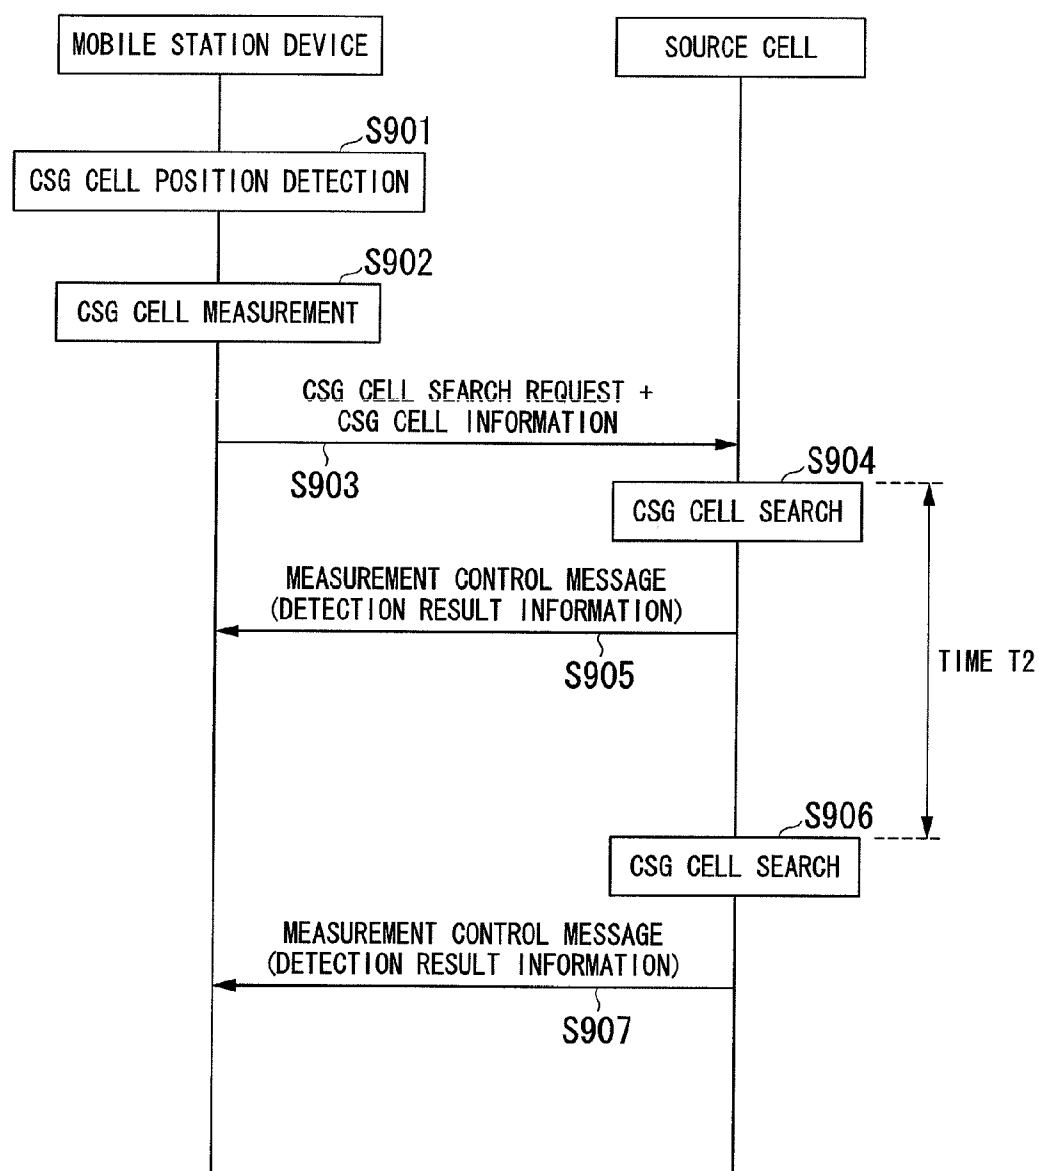 MOBILE STATION DEVICE
SOURCE CELL
S901
CSG CELL POSITION DETECTION
S902
CSG CELL MEASUREMENT
CSG CELL SEARCH REQUEST +
CSG CELL INFORMATION
S903
S904
CSG CELL SEARCH
MEASUREMENT CONTROL MESSAGE
(DETECTION RESULT INFORMATION)
S905
TIME T2
S906
CSG CELL SEARCH
MEASUREMENT CONTROL MESSAGE
(DETECTION RESULT INFORMATION)
S907